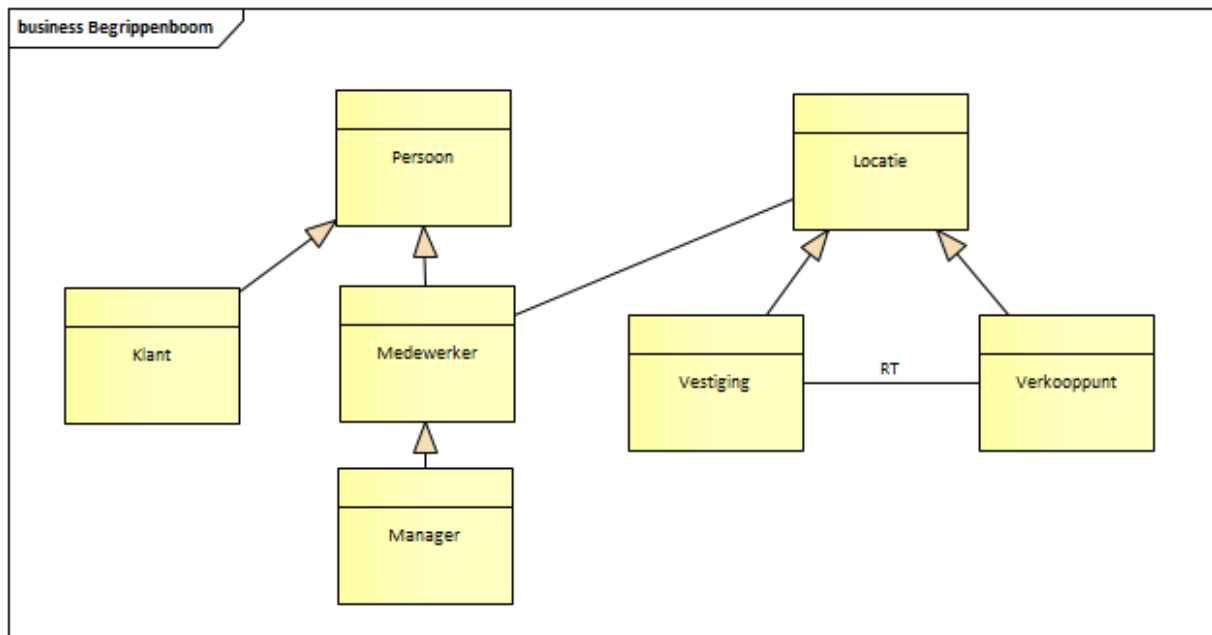 business Begrippenboom
Persoon
Locatie
Klant
Medewerker
Vestiging
RT
Verkooppunt
Manager